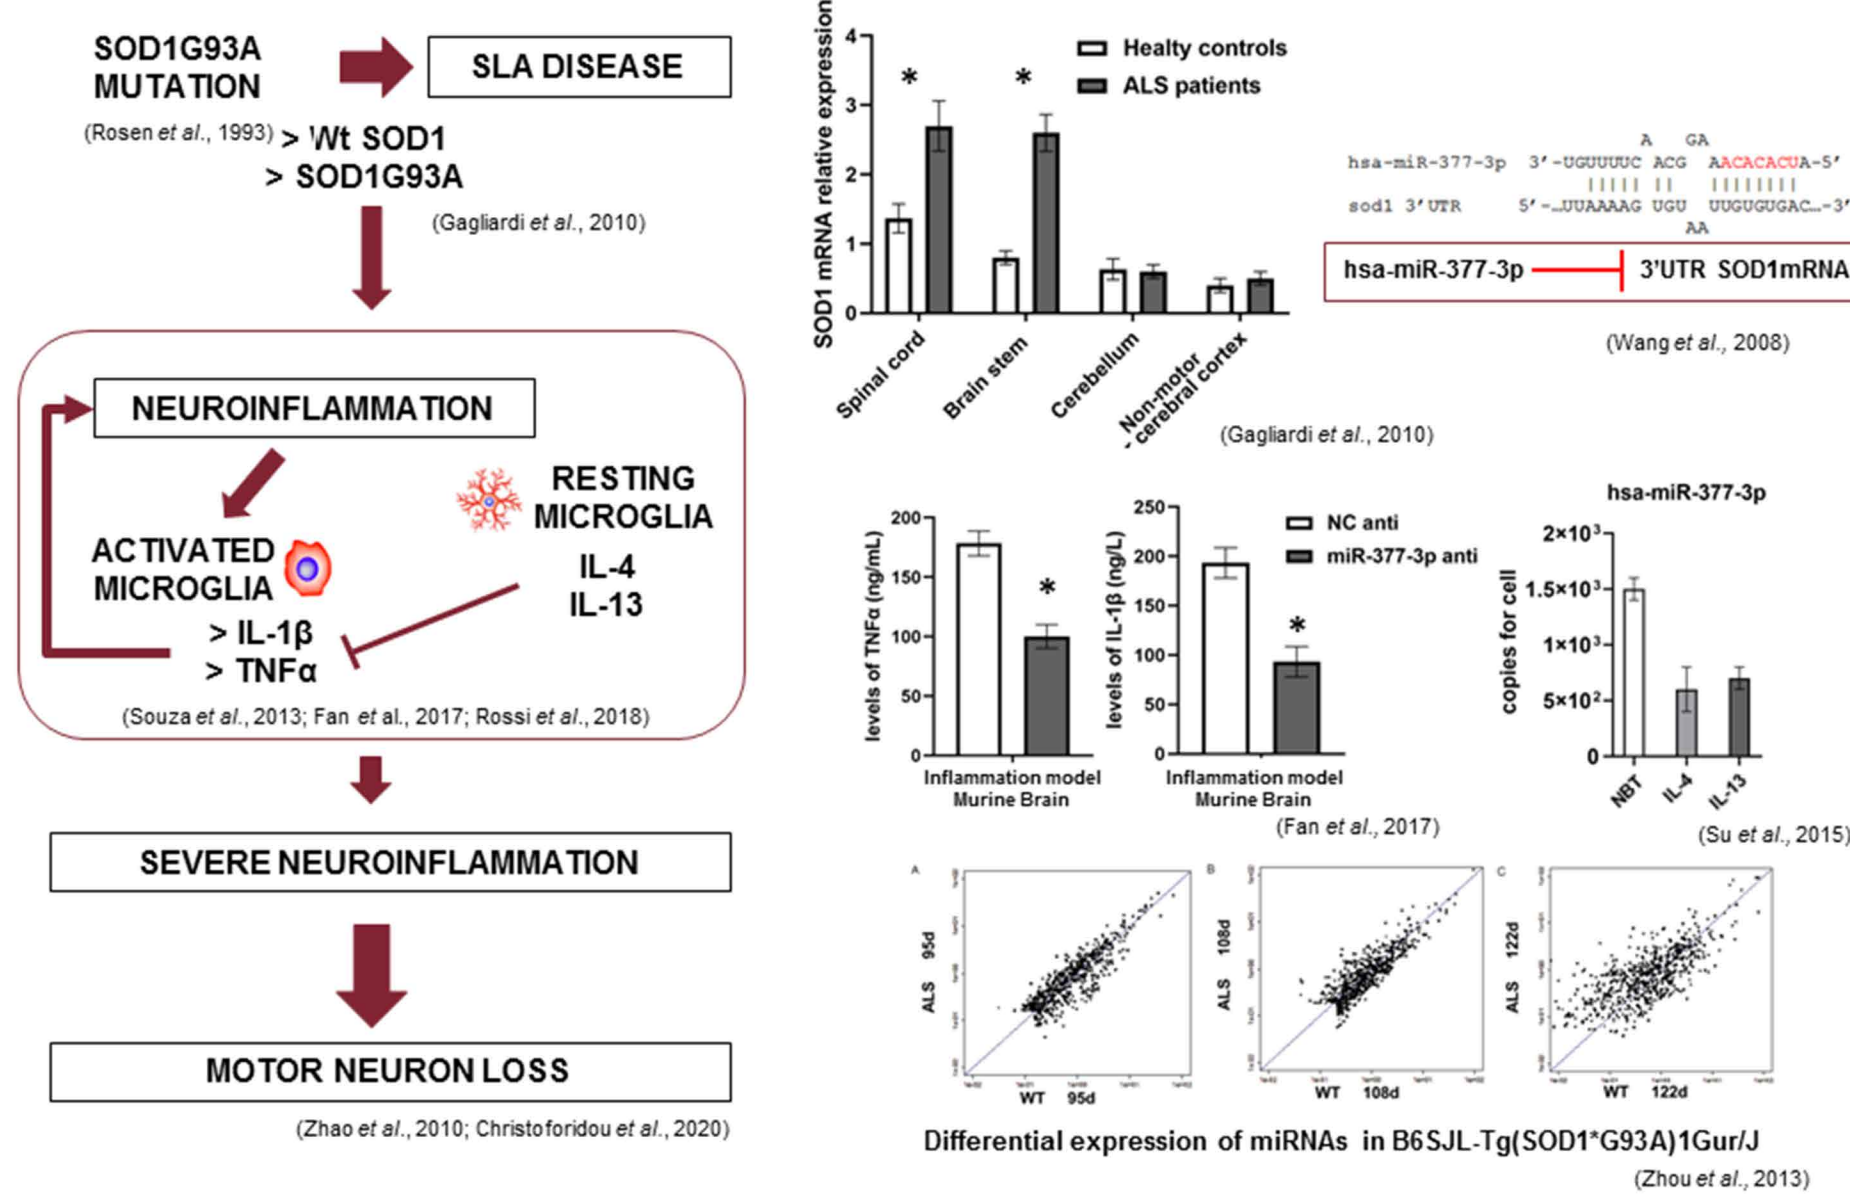 SOD1G93A
MUTATION
SLA DISEASE
(Rosen et al., 1993)
> Wt SOD1
> SOD1G93A
(Gagliardi et al., 2010)
NEUROINFLAMMATION
RESTING
MICROGLIA
IL-4
IL-13
ACTIVATED
MICROGLIA
> IL-1β
> TNFα
(Souza et al., 2013; Fan et al., 2017; Rossi et al., 2018)
SEVERE NEUROINFLAMMATION
MOTOR NEURON LOSS
(Zhao et al., 2010; Christoforidou et al., 2020)
SOD1 mRNA relative expression
4
3
2
1
0
* *
Healty controls
ALS patients
Spinal cord
Brain stem
Cerebellum
Non-motor
- cerebral cortex
(Gagliardi et al., 2010)
A GA
hsa-miR-377-3p 3'-UGUUUUC ACG AACACACUA-5'
sod1 3'UTR 5'-…UUAAAAG UGU UUGUGUGAC…-3'
AA
hsa-miR-377-3p 3'UTR SOD1mRNA
(Wang et al., 2008)
levels of TNFα (ng/mL)
200
150
100
50
0
*
Inflammation model
Murine Brain
levels of IL-1β (ng/L)
250
200
150
100
50
0
*
NC anti
miR-377-3p anti
Inflammation model
Murine Brain
(Fan et al., 2017)
hsa-miR-377-3p
copies for cell
2×10³
1.5×10³
1×10³
5×10²
0
NBT
IL-4
IL-13
(Su et al., 2015)
A
ALS 95d
WT 95d
B
ALS 108d
WT 108d
C
ALS 122d
WT 122d
Differential expression of miRNAs in B6SJL-Tg(SOD1*G93A)1Gur/J
(Zhou et al., 2013)